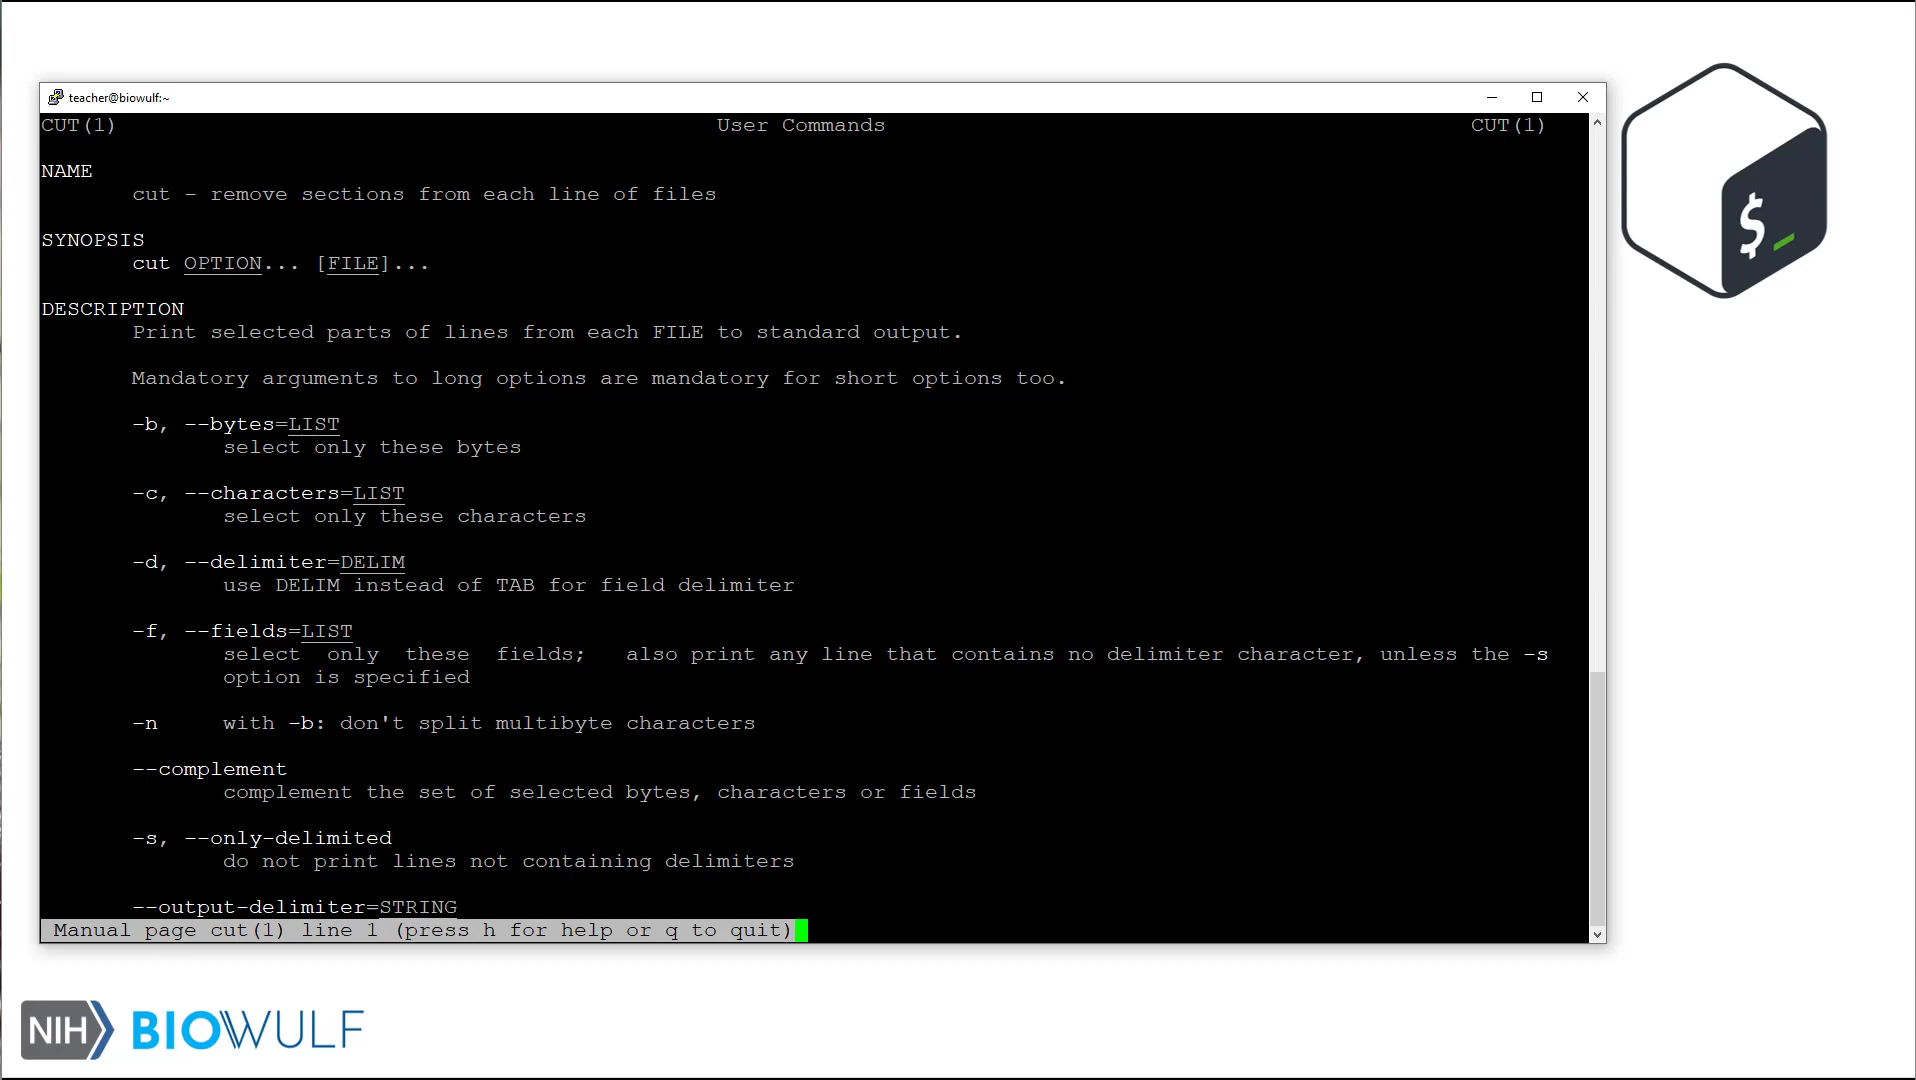 teacher@biowulf:~
CUT(1) User Commands CUT(1)
NAME
cut - remove sections from each line of files
SYNOPSIS
cut OPTION... [FILE]...
DESCRIPTION
Print selected parts of lines from each FILE to standard output.
Mandatory arguments to long options are mandatory for short options too.
-b, --bytes=LIST
select only these bytes
-c, --characters=LIST
select only these characters
-d, --delimiter=DELIM
use DELIM instead of TAB for field delimiter
-f, --fields=LIST
select only these fields; also print any line that contains no delimiter character, unless the -s
option is specified
-n with -b: don't split multibyte characters
--complement
complement the set of selected bytes, characters or fields
-s, --only-delimited
do not print lines not containing delimiters
--output-delimiter=STRING
Manual page cut(1) line 1 (press h for help or q to quit)
$_
NIH BIOWULF